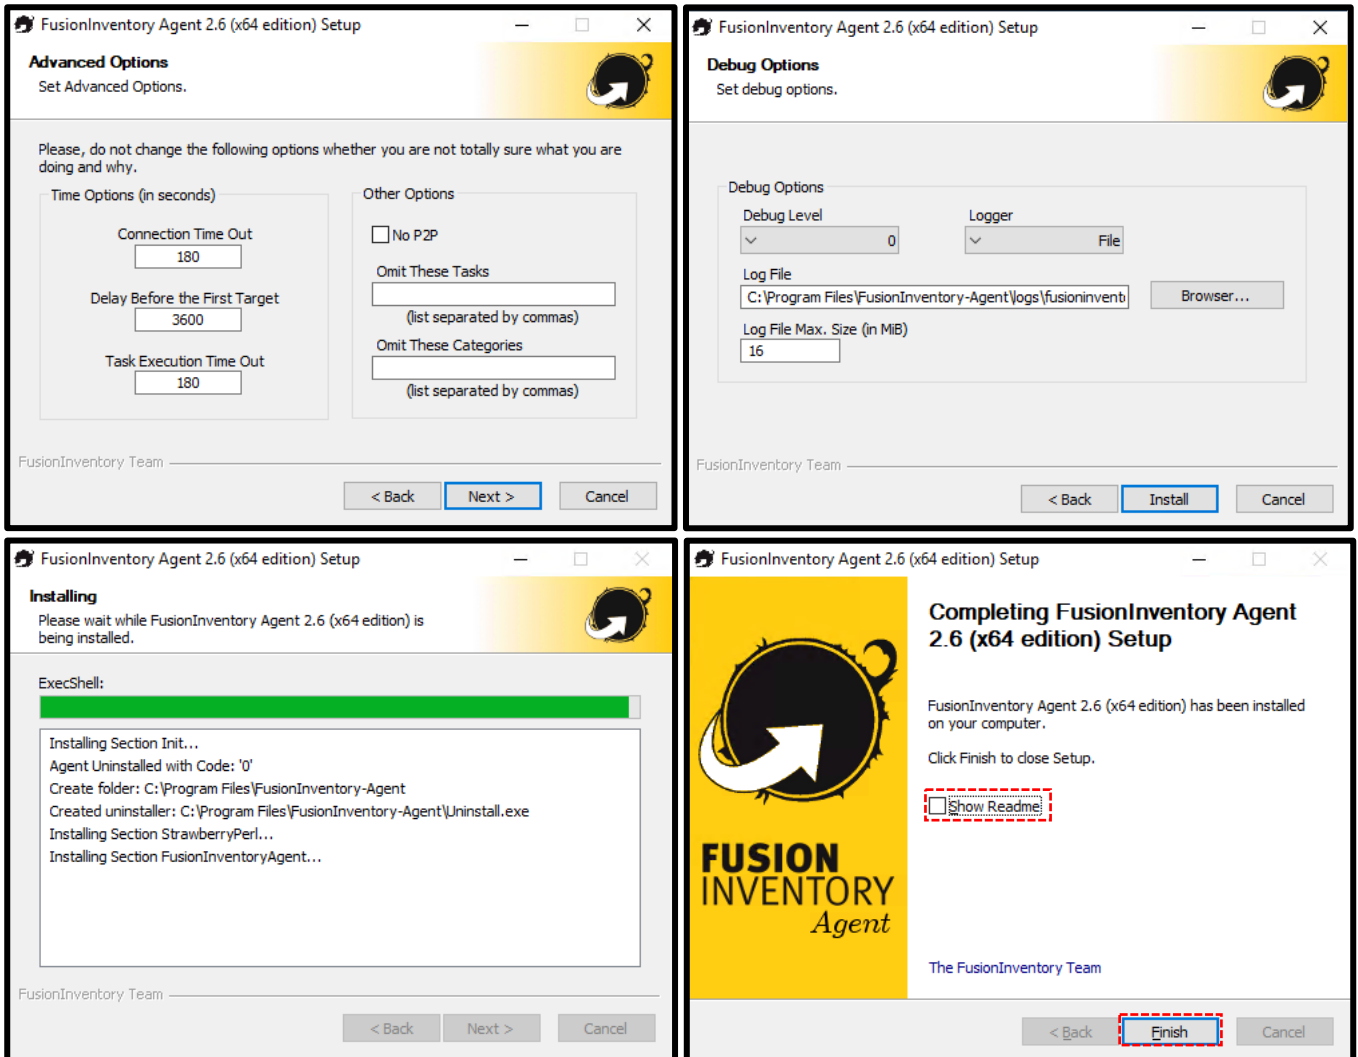 FusionInventory Agent 2.6 (x64 edition) Setup
Advanced Options
Set Advanced Options.
Please, do not change the following options whether you are not totally sure what you are
doing and why.
Time Options (in seconds)
Connection Time Out
180
Delay Before the First Target
3600
Task Execution Time Out
180
Other Options
No P2P
Omit These Tasks
(list separated by commas)
Omit These Categories
(list separated by commas)
FusionInventory Team
< Back
Next >
Cancel
FusionInventory Agent 2.6 (x64 edition) Setup
Debug Options
Set debug options.
Debug Options
Debug Level
Logger
0
File
Log File
C:\Program Files\FusionInventory-Agent\logs\fusioninvent
Browser...
Log File Max. Size (in MiB)
16
FusionInventory Team
< Back
Install
Cancel
FusionInventory Agent 2.6 (x64 edition) Setup
Installing
Please wait while FusionInventory Agent 2.6 (x64 edition) is
being installed.
ExecShell:
Installing Section Init...
Agent Uninstalled with Code: '0'
Create folder: C:\Program Files\FusionInventory-Agent
Created uninstaller: C:\Program Files\FusionInventory-Agent\Uninstall.exe
Installing Section StrawberryPerl...
Installing Section FusionInventoryAgent...
FusionInventory Team
< Back
Next >
Cancel
FusionInventory Agent 2.6 (x64 edition) Setup
FUSION
INVENTORY
Agent
Completing FusionInventory Agent
2.6 (x64 edition) Setup
FusionInventory Agent 2.6 (x64 edition) has been installed
on your computer.
Click Finish to close Setup.
Show Readme
The FusionInventory Team
< Back
Finish
Cancel